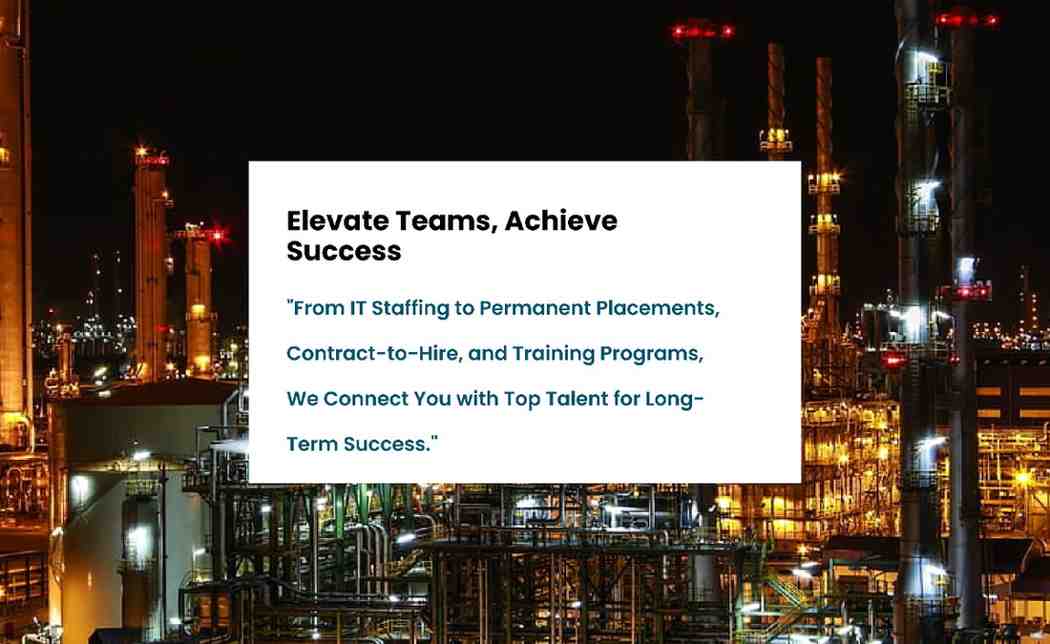 Elevate Teams, Achieve
Success
"From IT Staffing to Permanent Placements,
Contract-to-Hire, and Training Programs,
We Connect You with Top Talent for Long-
Term Success."